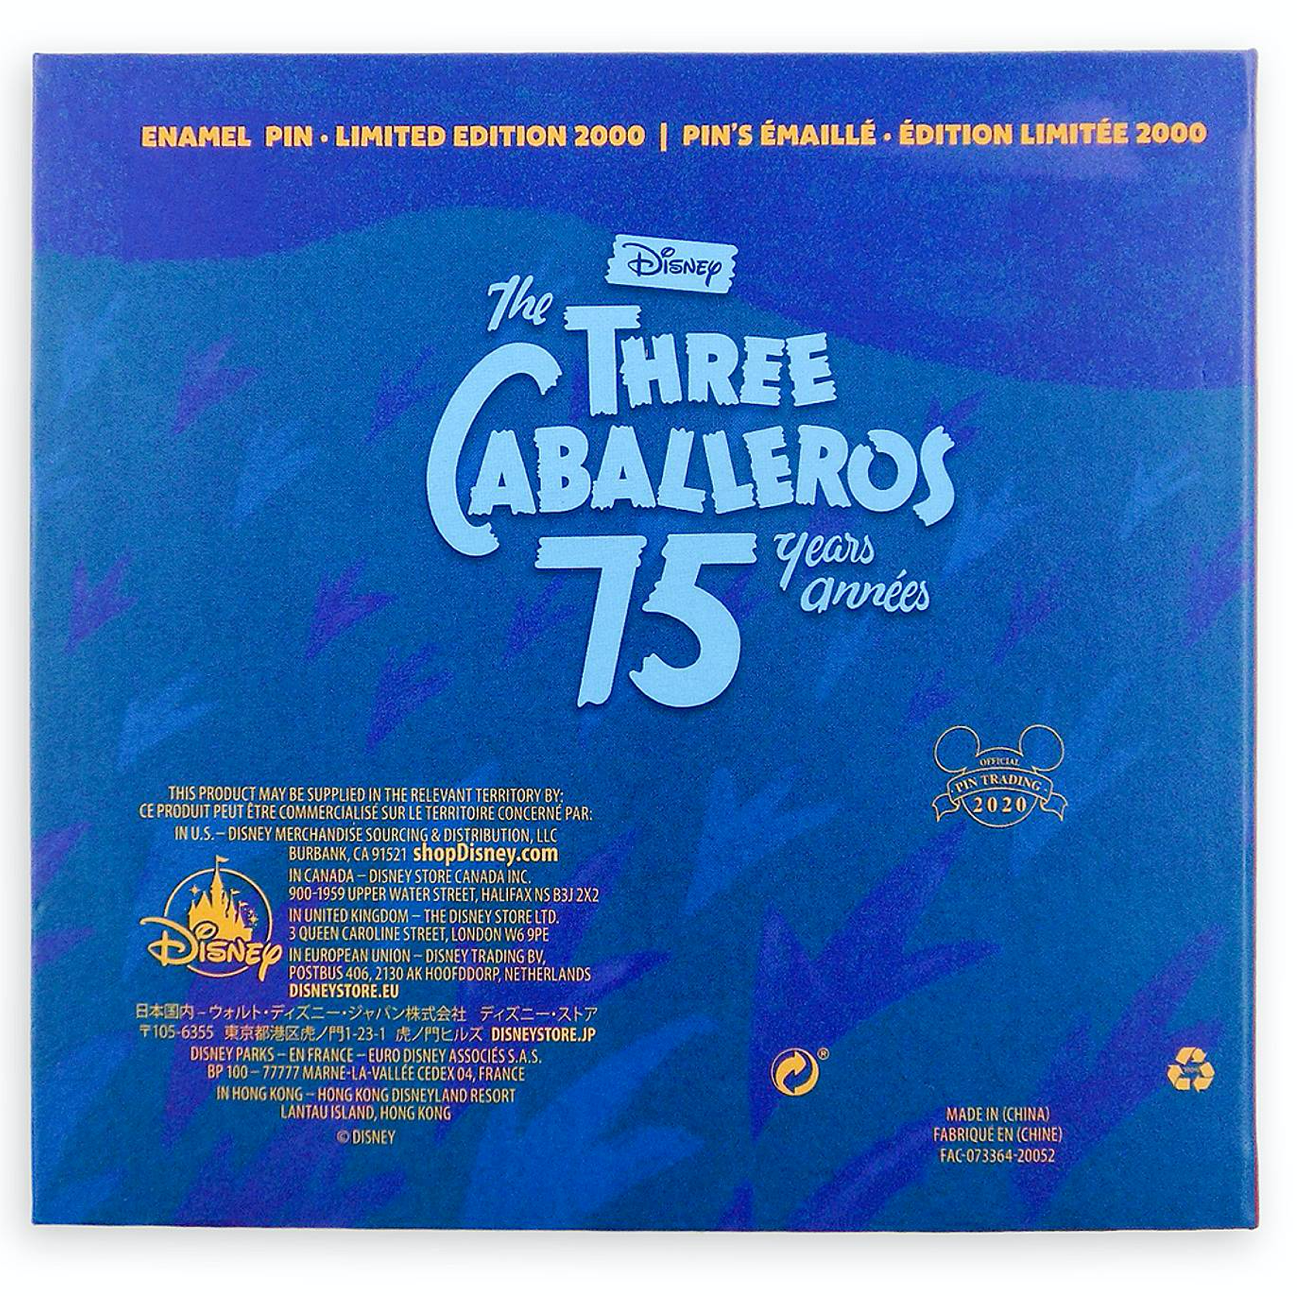 ENAMEL PIN • LIMITED EDITION 2000 | PIN'S ÉMAILLÉ • ÉDITION LIMITÉE 2000
Disney
The
THREE
CABALLEROS
75 years
années
OFFICIAL
PIN TRADING
2020
THIS PRODUCT MAY BE SUPPLIED IN THE RELEVANT TERRITORY BY:
CE PRODUIT PEUT ÊTRE COMMERCIALISÉ SUR LE TERRITOIRE CONCERNÉ PAR:
IN U.S. – DISNEY MERCHANDISE SOURCING & DISTRIBUTION, LLC
BURBANK, CA 91521 shopDisney.com
IN CANADA – DISNEY STORE CANADA INC.
900-1959 UPPER WATER STREET, HALIFAX NS B3J 2X2
IN UNITED KINGDOM – THE DISNEY STORE LTD.
3 QUEEN CAROLINE STREET, LONDON W6 9PE
Disney
IN EUROPEAN UNION – DISNEY TRADING BV,
POSTBUS 406, 2130 AK HOOFDDORP, NETHERLANDS
DISNEYSTORE.EU
日本国内 – ウォルト・ディズニー・ジャパン株式会社 ディズニー・ストア
〒105-6355 東京都港区虎ノ門1-23-1 虎ノ門ヒルズ DISNEYSTORE.JP
DISNEY PARKS – EN FRANCE – EURO DISNEY ASSOCIÉS S.A.S.
BP 100 – 77777 MARNE-LA-VALLÉE CEDEX 04, FRANCE
IN HONG KONG – HONG KONG DISNEYLAND RESORT
LANTAU ISLAND, HONG KONG
© DISNEY
®
MADE IN (CHINA)
FABRIQUÉ EN (CHINE)
FAC-073364-20052